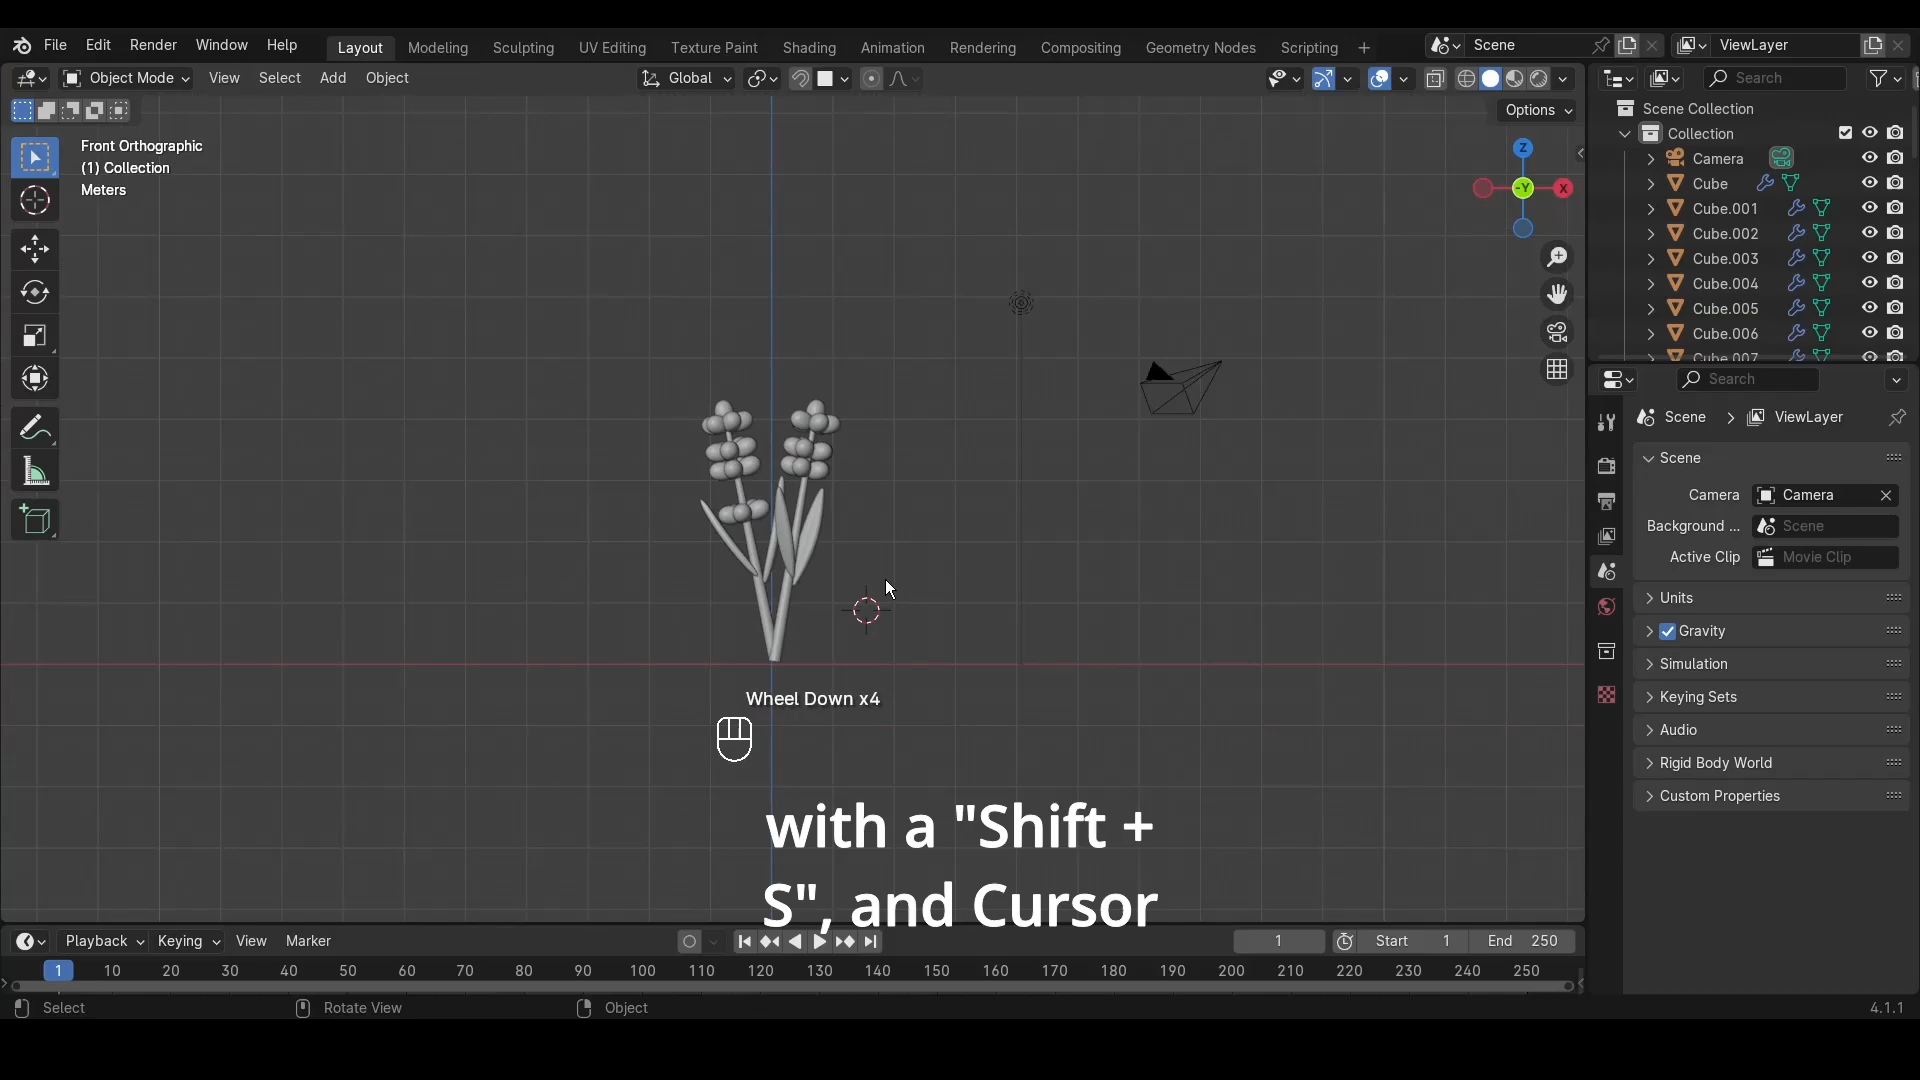 File Edit Render Window Help Layout Modeling Sculpting UV Editing Texture Paint Shading Animation Rendering Compositing Geometry Nodes Scripting + Scene ViewLayer
Object Mode View Select Add Object Global Search
Options
Front Orthographic
(1) Collection
Meters
Z
-Y
X
Scene Collection
Collection
Camera
Cube
Cube.001
Cube.002
Cube.003
Cube.004
Cube.005
Cube.006
Cube.007
Search
Scene > ViewLayer
Scene
Camera Camera
Background ... Scene
Active Clip Movie Clip
Units
Gravity
Simulation
Keying Sets
Audio
Rigid Body World
Custom Properties
Wheel Down x4
with a "Shift +
S", and Cursor
Playback Keying View Marker 1 Start 1 End 250
1 10 20 30 40 50 60 70 80 90 100 110 120 130 140 150 160 170 180 190 200 210 220 230 240 250
Select Rotate View Object 4.1.1